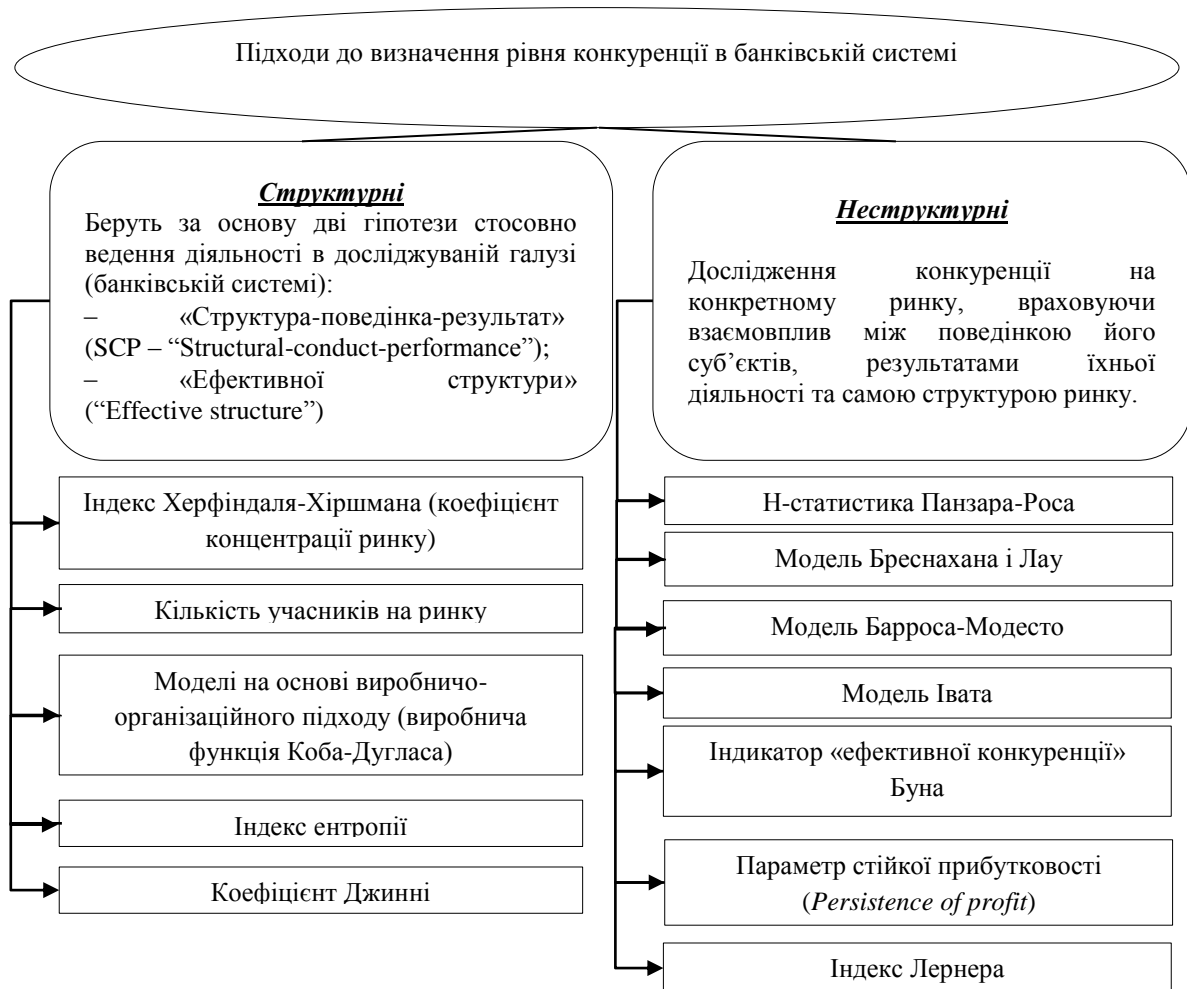 Підходи до визначення рівня конкуренції в банківській системі
Структурні
Беруть за основу дві гіпотези стосовно
ведення діяльності в досліджуваній галузі
(банківській системі):
– «Структура-поведінка-результат»
(SCP – “Structural-conduct-performance”);
– «Ефективної структури»
(“Effective structure”)
Індекс Херфіндаля-Хіршмана (коефіцієнт
концентрації ринку)
Кількість учасників на ринку
Моделі на основі виробничо-
організаційного підходу (виробнича
функція Коба-Дугласа)
Індекс ентропії
Коефіцієнт Джинні
Неструктурні
Дослідження конкуренції на
конкретному ринку, враховуючи
взаємовплив між поведінкою його
суб’єктів, результатами їхньої
діяльності та самою структурою ринку.
Н-статистика Панзара-Роса
Модель Бреснахана і Лау
Модель Барроса-Модесто
Модель Івата
Індикатор «ефективної конкуренції»
Буна
Параметр стійкої прибутковості
(Persistence of profit)
Індекс Лернера